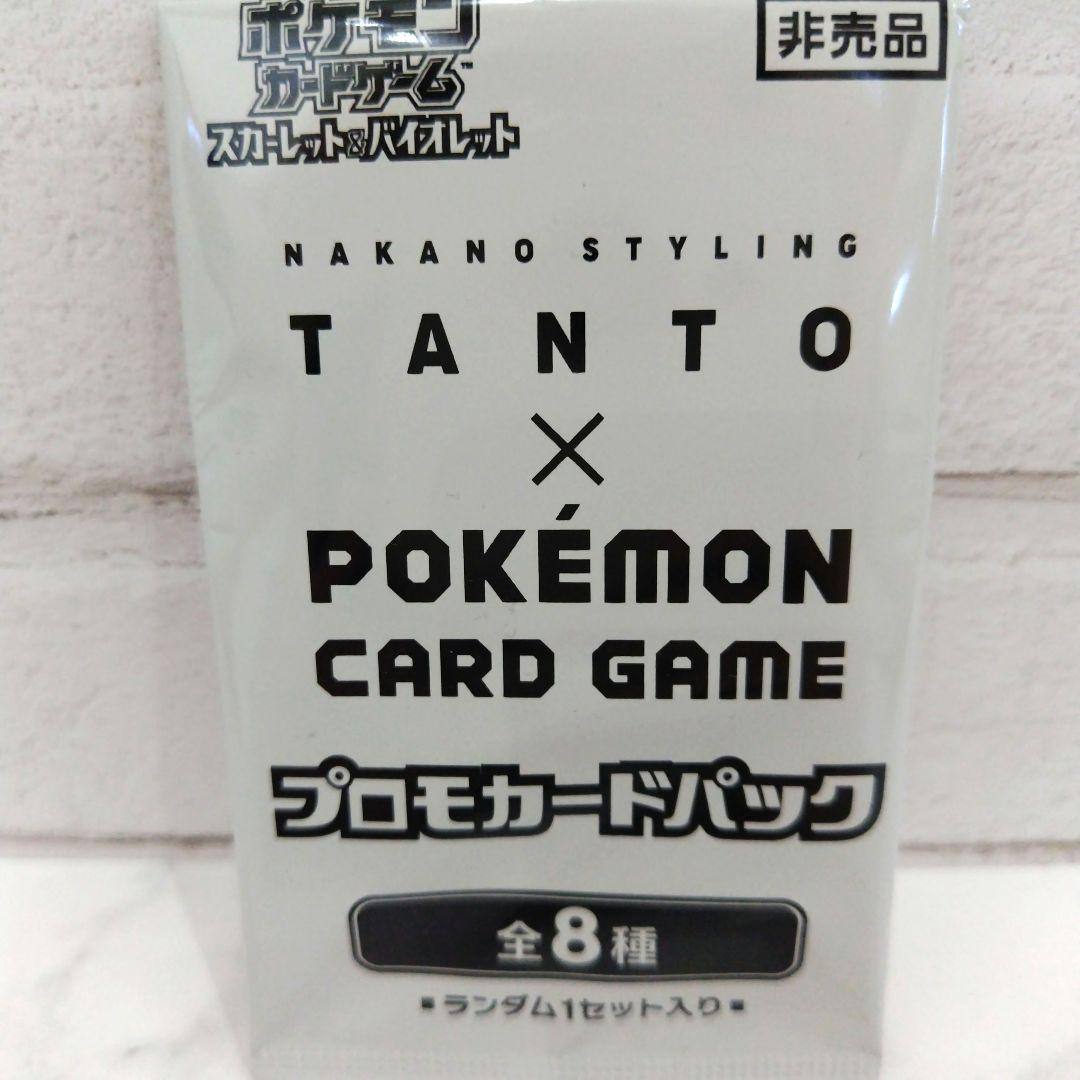 ポケモン
カードゲーム™
スカーレット&バイオレット
非売品
NAKANO STYLING
TANTO
×
POKÉMON
CARD GAME
プロモカードパック
全8種
▪ランダム1セット入り▪